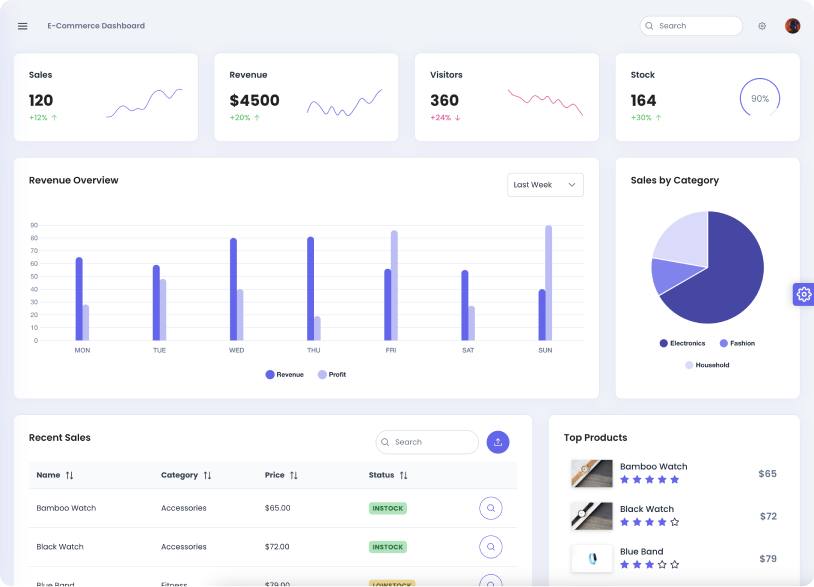 E-Commerce Dashboard
Search
Sales
120
+12% ↑
Revenue
$4500
+20% ↑
Visitors
360
+24% ↓
Stock
164
+30% ↑
90%
Revenue Overview
Last Week
90
80
70
60
50
40
30
20
10
0
MON TUE WED THU FRI SAT SUN
Revenue Profit
Sales by Category
Electronics Fashion
Household
Recent Sales
Search
Name Category Price Status
Bamboo Watch Accessories $65.00 INSTOCK
Black Watch Accessories $72.00 INSTOCK
Blue Band Fitness $79.00 LOWSTOCK
Top Products
Bamboo Watch
$65
Black Watch
$72
Blue Band
$79